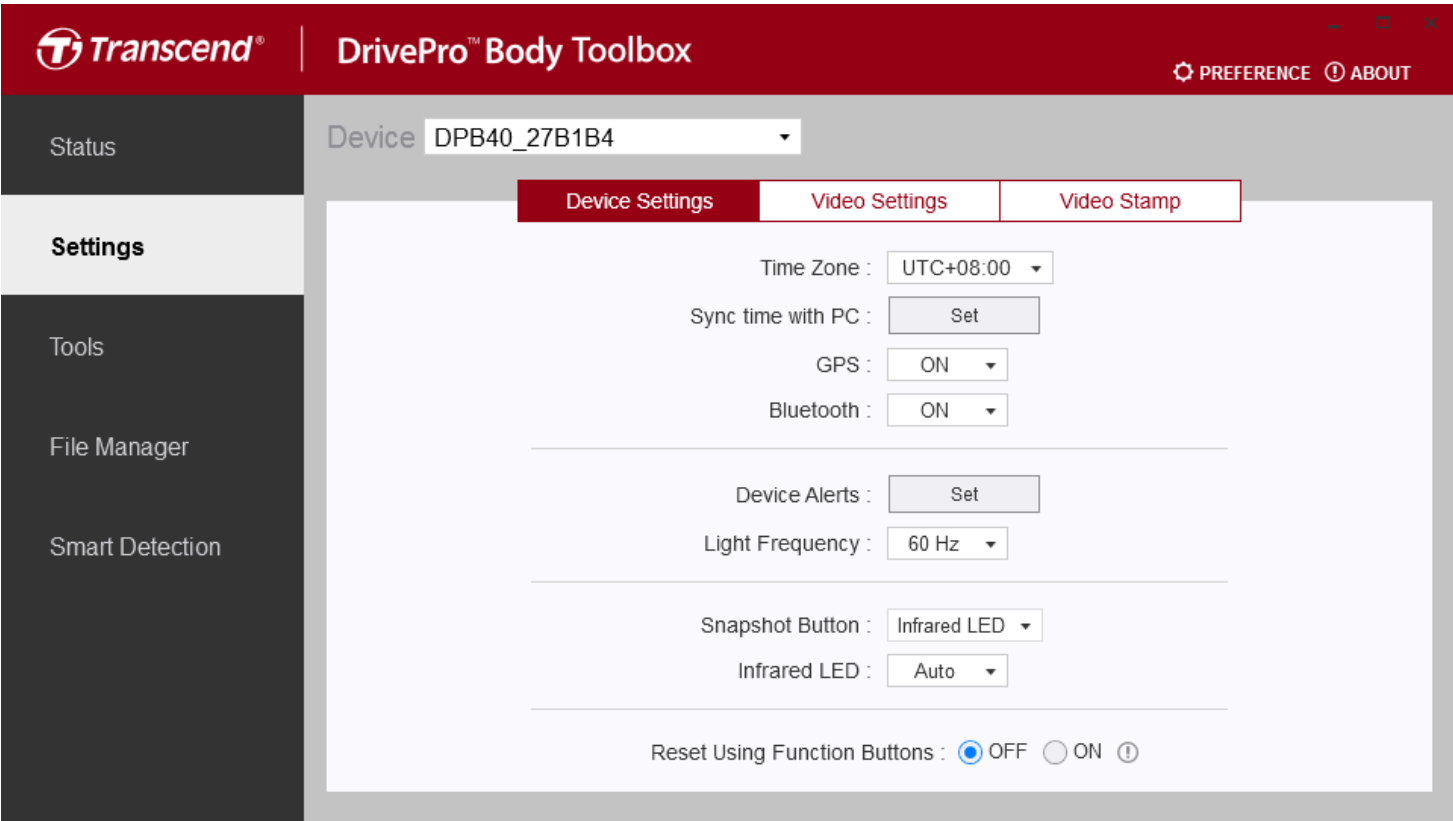 Transcend®
DrivePro™ Body Toolbox
PREFERENCE ABOUT
Status
Settings
Tools
File Manager
Smart Detection
Device DPB40_27B1B4
Device Settings Video Settings Video Stamp
Time Zone : UTC+08:00
Sync time with PC : Set
GPS : ON
Bluetooth : ON
Device Alerts : Set
Light Frequency : 60 Hz
Snapshot Button : Infrared LED
Infrared LED : Auto
Reset Using Function Buttons : OFF ON